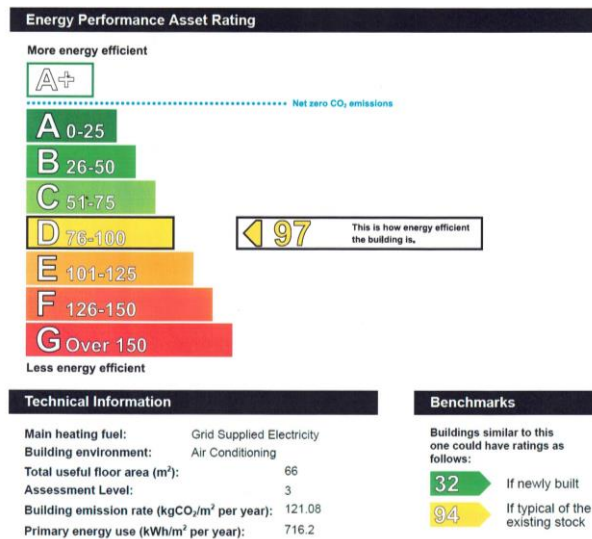 Energy Performance Asset Rating
More energy efficient
A+
Net zero CO₂ emissions
A 0-25
B 26-50
C 51-75
D 76-100
97
This is how energy efficient
the building is.
E 101-125
F 126-150
G Over 150
Less energy efficient
Technical Information
Main heating fuel: Grid Supplied Electricity
Building environment: Air Conditioning
Total useful floor area (m²): 66
Assessment Level: 3
Building emission rate (kgCO₂/m² per year): 121.08
Primary energy use (kWh/m² per year): 716.2
Benchmarks
Buildings similar to this
one could have ratings as
follows:
32 If newly built
94 If typical of the
existing stock